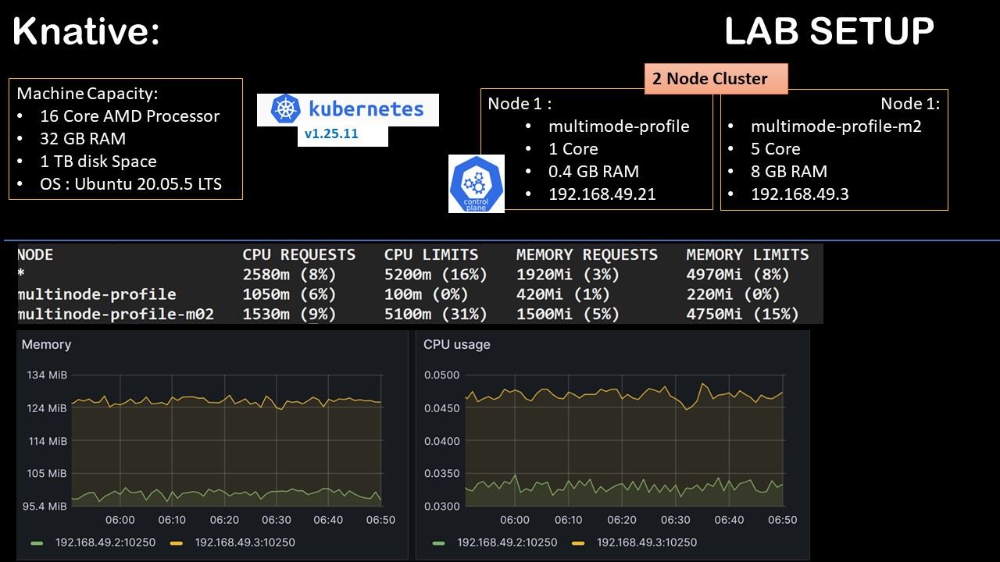 Knative:
LAB SETUP
2 Node Cluster
Machine Capacity:
• 16 Core AMD Processor
• 32 GB RAM
• 1 TB disk Space
• OS : Ubuntu 20.05.5 LTS
kubernetes
v1.25.11
Node 1 :
• multimode-profile
• 1 Core
• 0.4 GB RAM
• 192.168.49.21
control
plane
Node 1:
• multimode-profile-m2
• 5 Core
• 8 GB RAM
• 192.168.49.3
NODE CPU REQUESTS CPU LIMITS MEMORY REQUESTS MEMORY LIMITS
* 2580m (8%) 5200m (16%) 1920Mi (3%) 4970Mi (8%)
multinode-profile 1050m (6%) 100m (0%) 420Mi (1%) 220Mi (0%)
multinode-profile-m02 1530m (9%) 5100m (31%) 1500Mi (5%) 4750Mi (15%)
Memory
134 MiB
124 MiB
114 MiB
105 MiB
95.4 MiB
06:00 06:10 06:20 06:30 06:40 06:50
192.168.49.2:10250 192.168.49.3:10250
CPU usage
0.0500
0.0450
0.0400
0.0350
0.0300
06:00 06:10 06:20 06:30 06:40 06:50
192.168.49.2:10250 192.168.49.3:10250